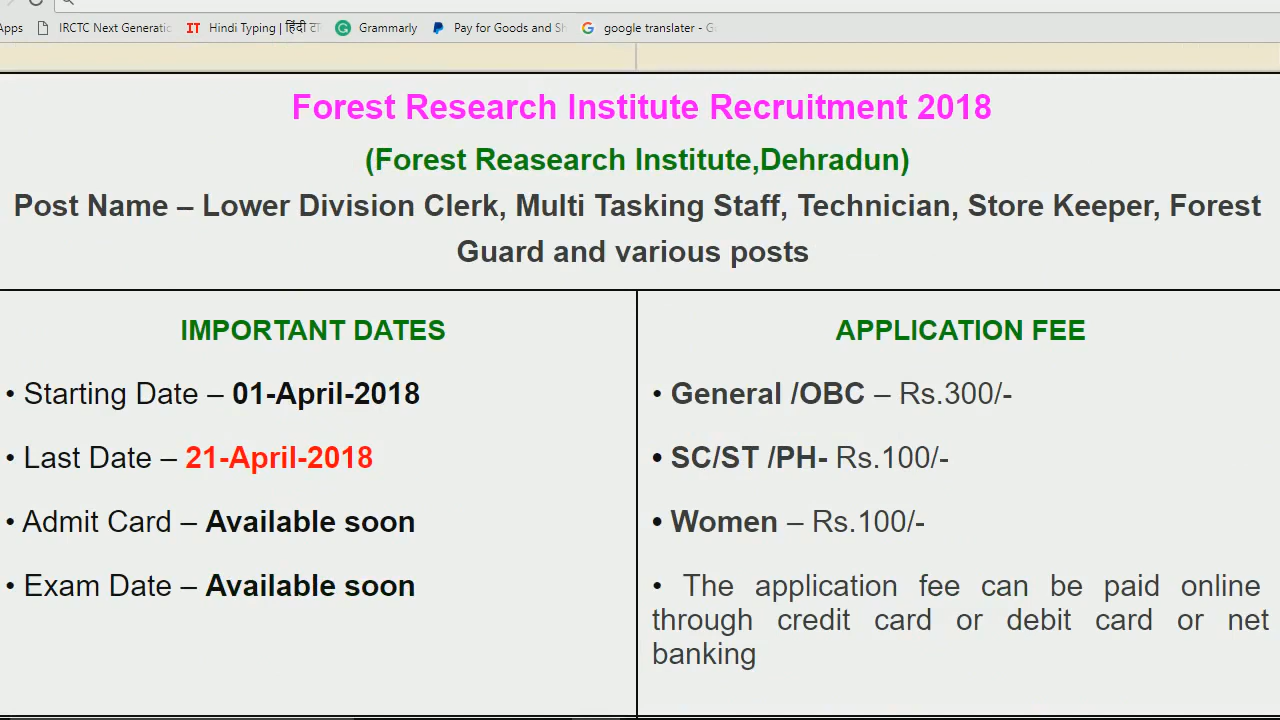 Apps IRCTC Next Generati Hindi Typing | हिंदी टा Grammarly Pay for Goods and Sh google translater - G
Forest Research Institute Recruitment 2018
(Forest Reasearch Institute,Dehradun)
Post Name – Lower Division Clerk, Multi Tasking Staff, Technician, Store Keeper, Forest
Guard and various posts
IMPORTANT DATES
• Starting Date – 01-April-2018
• Last Date – 21-April-2018
• Admit Card – Available soon
• Exam Date – Available soon
APPLICATION FEE
• General /OBC – Rs.300/-
• SC/ST /PH- Rs.100/-
• Women – Rs.100/-
• The application fee can be paid online
through credit card or debit card or net
banking